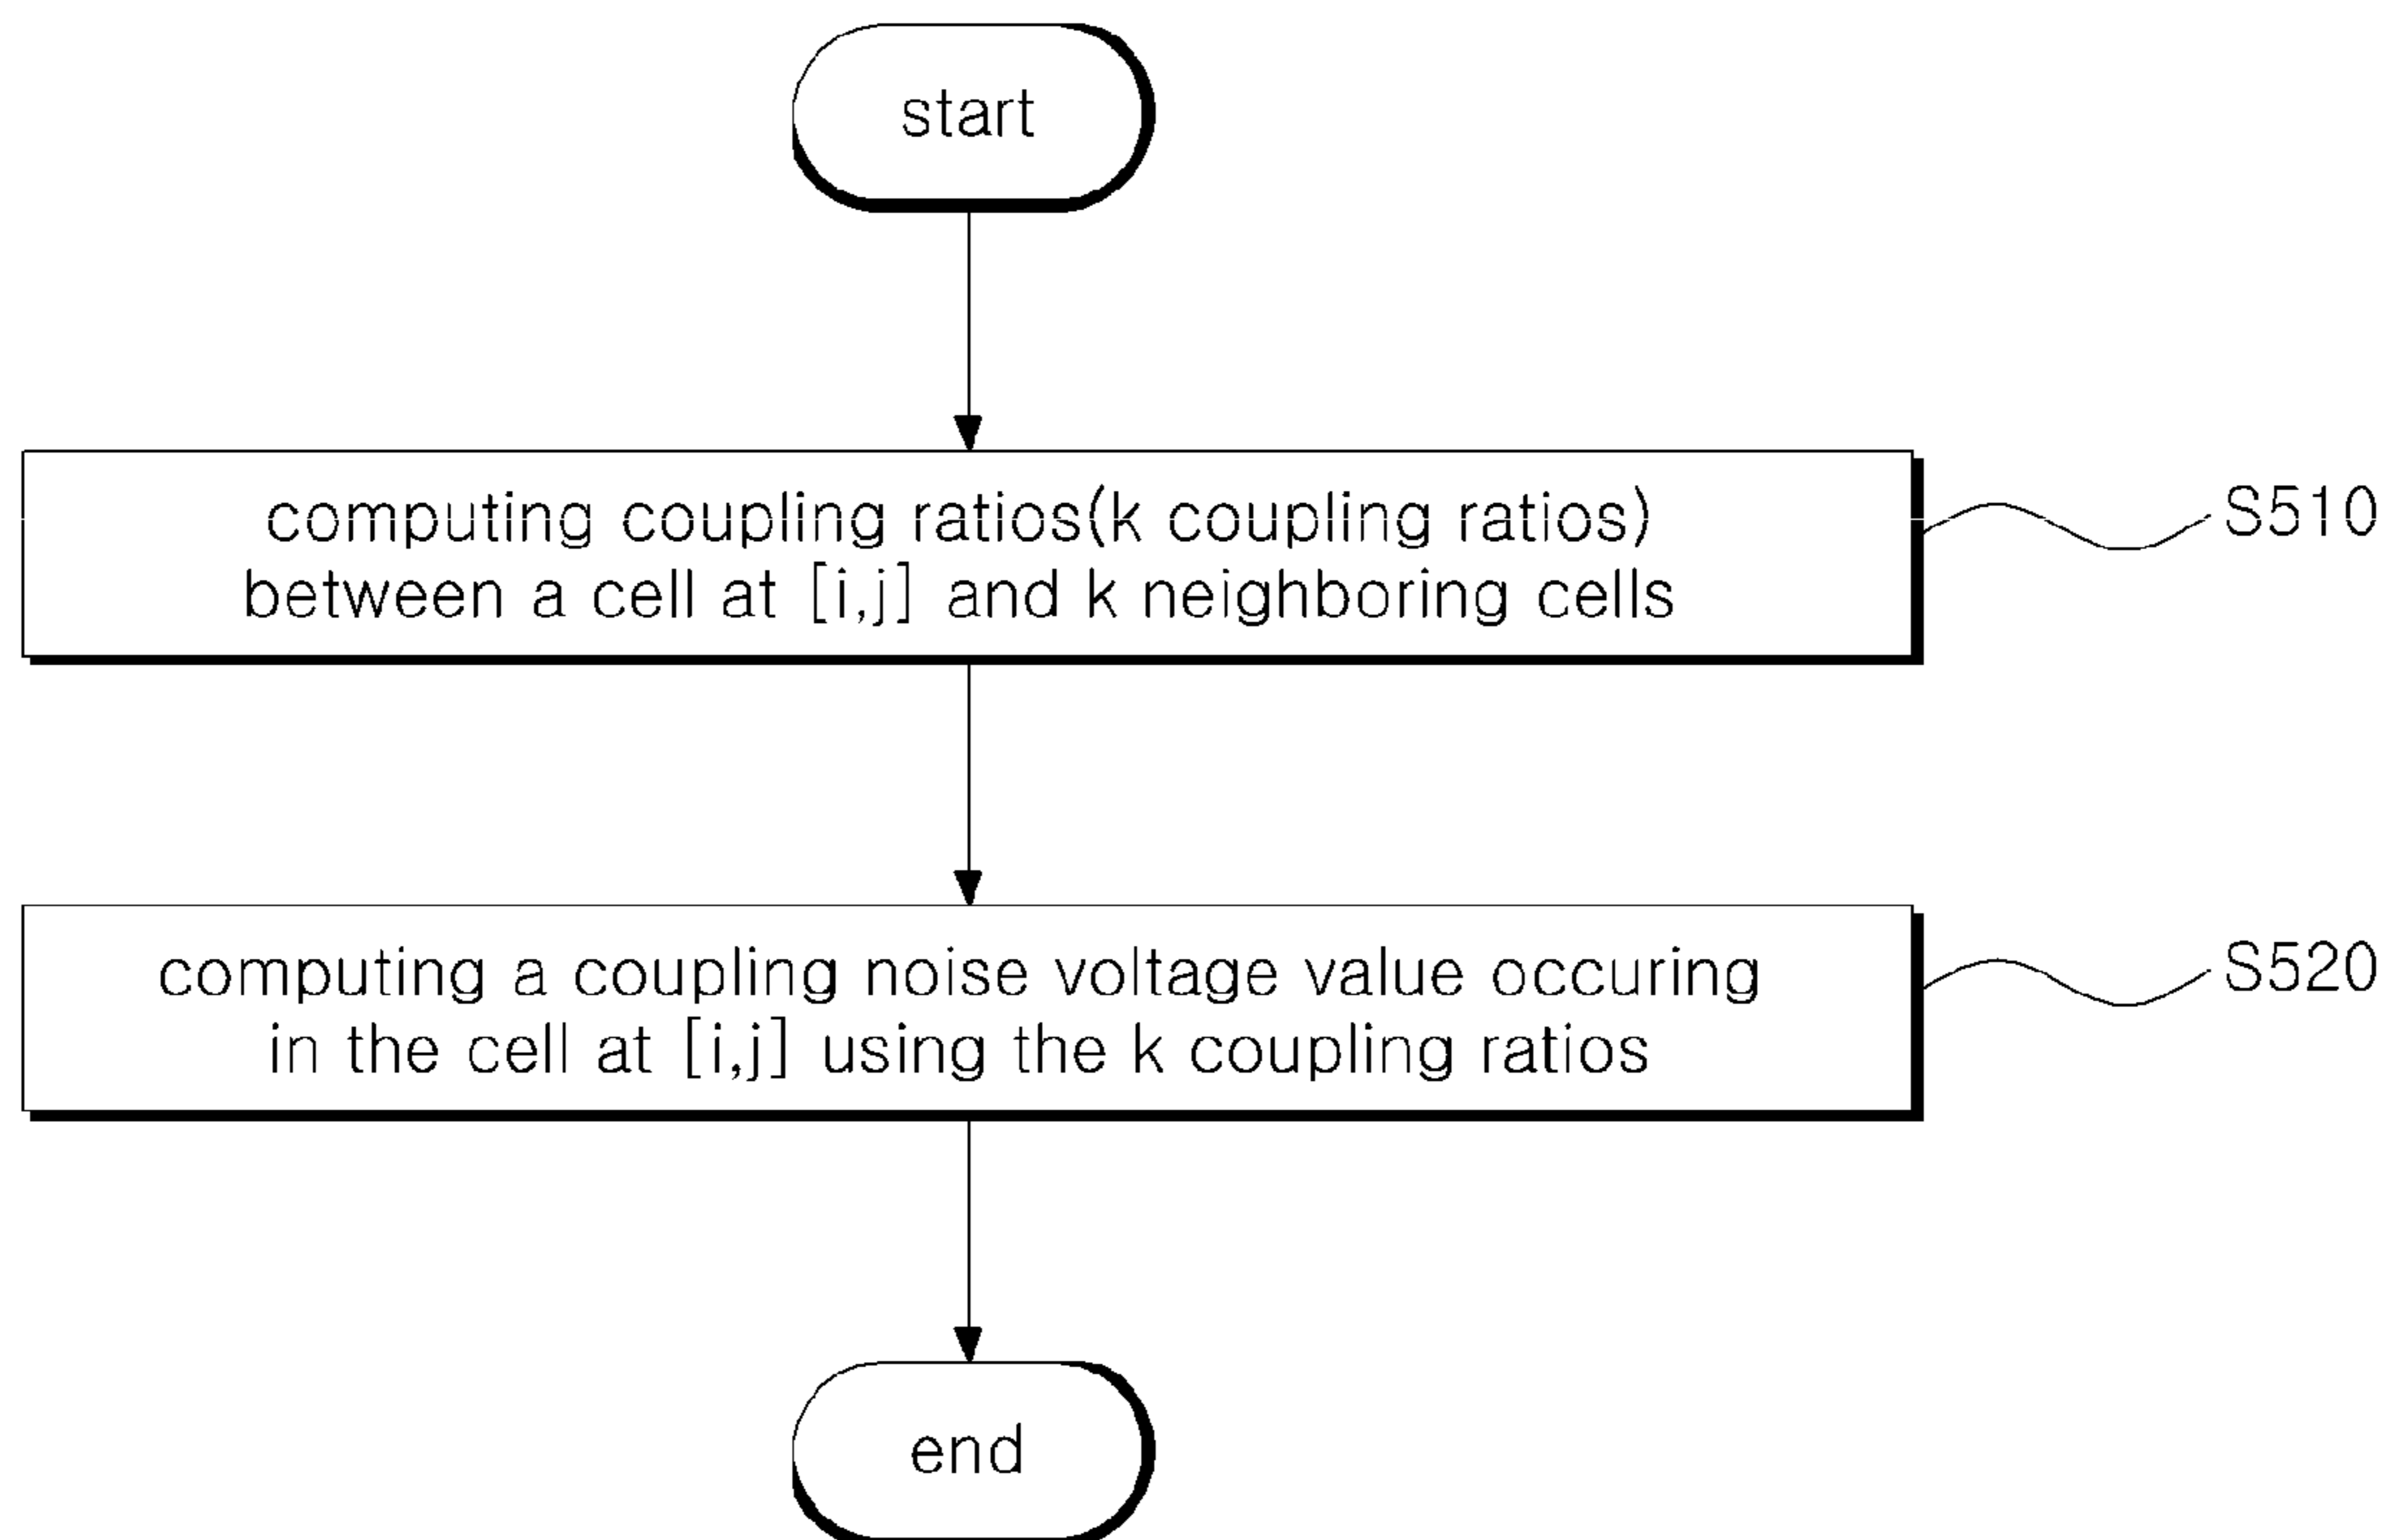 start
computing coupling ratios(k coupling ratios)
between a cell at [i,j] and k neighboring cells
S510
computing a coupling noise voltage value occuring
in the cell at [i,j] using the k coupling ratios
S520
end